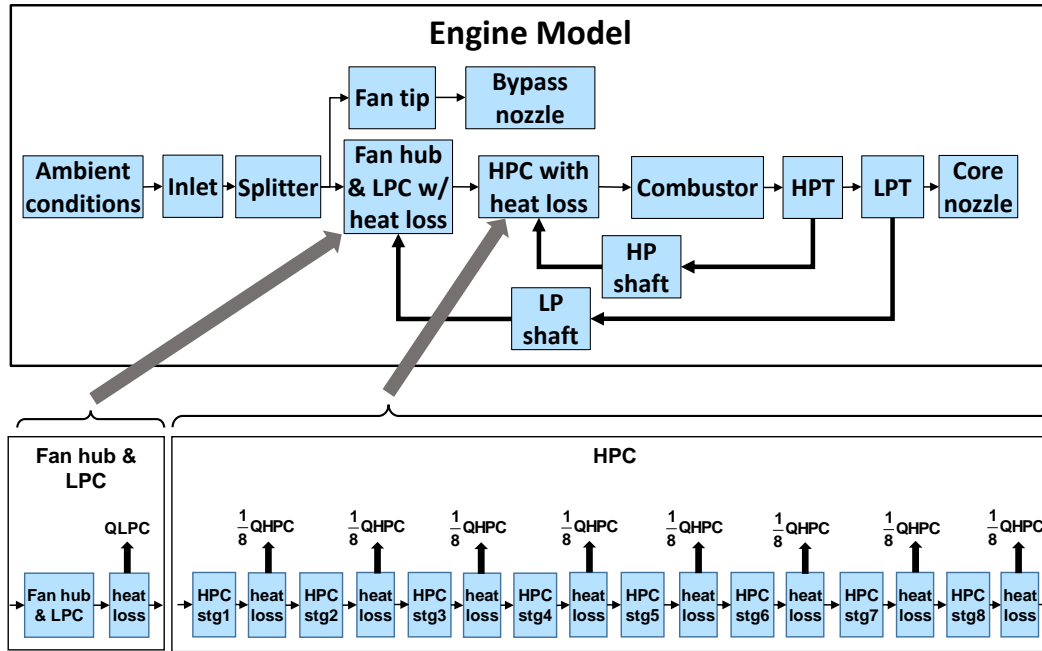 Engine Model
Fan tip
Bypass
nozzle
Ambient
conditions
Inlet
Splitter
Fan hub
& LPC w/
heat loss
HPC with
heat loss
Combustor
HPT
LPT
Core
nozzle
HP
shaft
LP
shaft
Fan hub &
LPC
QLPC
Fan hub
& LPC
heat
loss
HPC
1/8 QHPC
1/8 QHPC
1/8 QHPC
1/8 QHPC
1/8 QHPC
1/8 QHPC
1/8 QHPC
1/8 QHPC
HPC
stg1
heat
loss
HPC
stg2
heat
loss
HPC
stg3
heat
loss
HPC
stg4
heat
loss
HPC
stg5
heat
loss
HPC
stg6
heat
loss
HPC
stg7
heat
loss
HPC
stg8
heat
loss